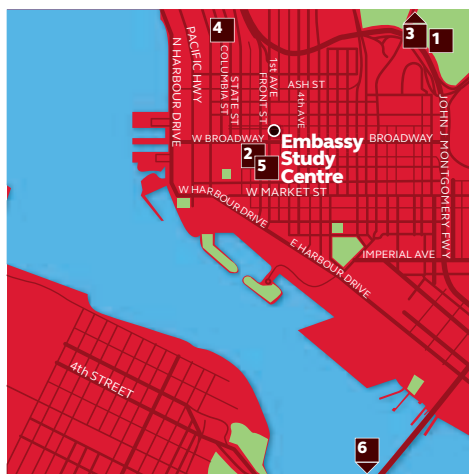 4
3
1
N HARBOUR DRIVE
PACIFIC HWY
COLUMBIA ST
STATE ST
FRONT ST
1st AVE
4th AVE
ASH ST
JOHN J MONTGOMERY FWY
W BROADWAY
BROADWAY
Embassy
Study
Centre
2
5
W MARKET ST
W HARBOUR DRIVE
E HARBOUR DRIVE
IMPERIAL AVE
4th STREET
6